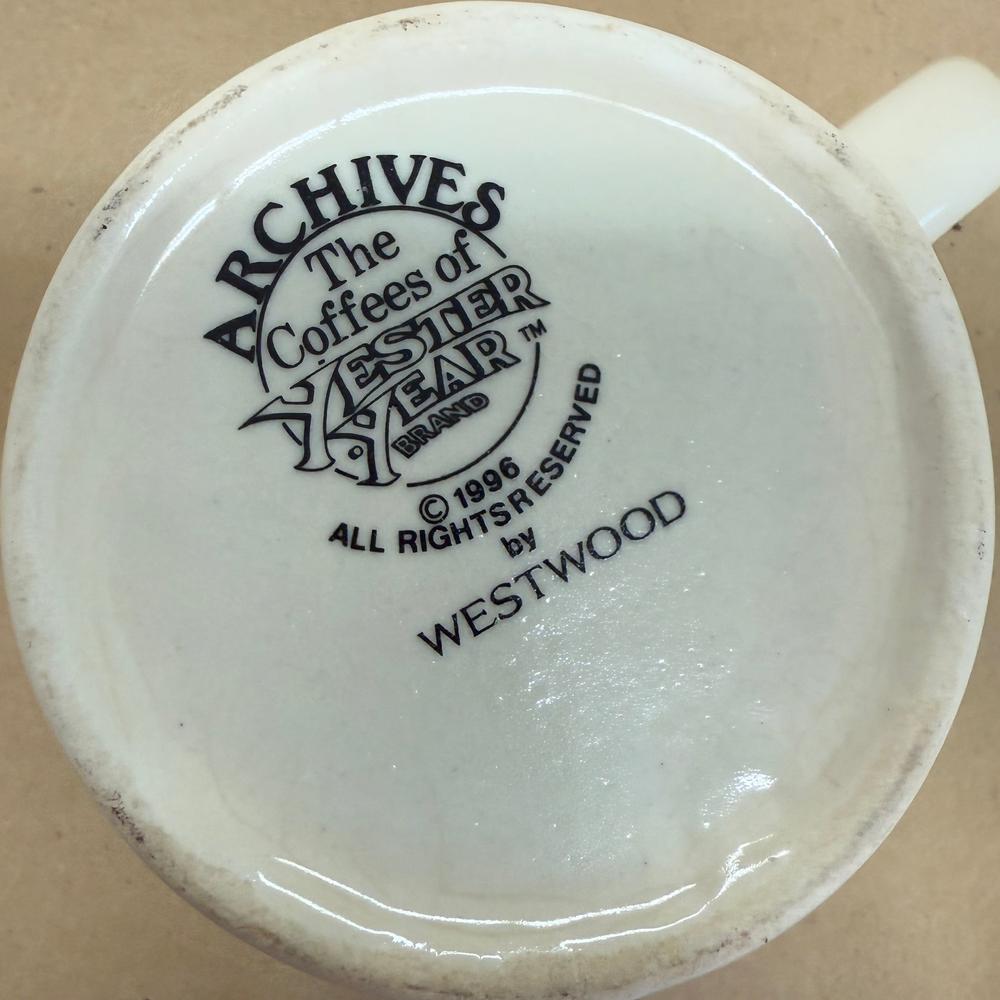 ARCHIVES
The
Coffees of
YESTER
YEAR ™
BRAND
© 1996
ALL RIGHTS RESERVED
by
WESTWOOD